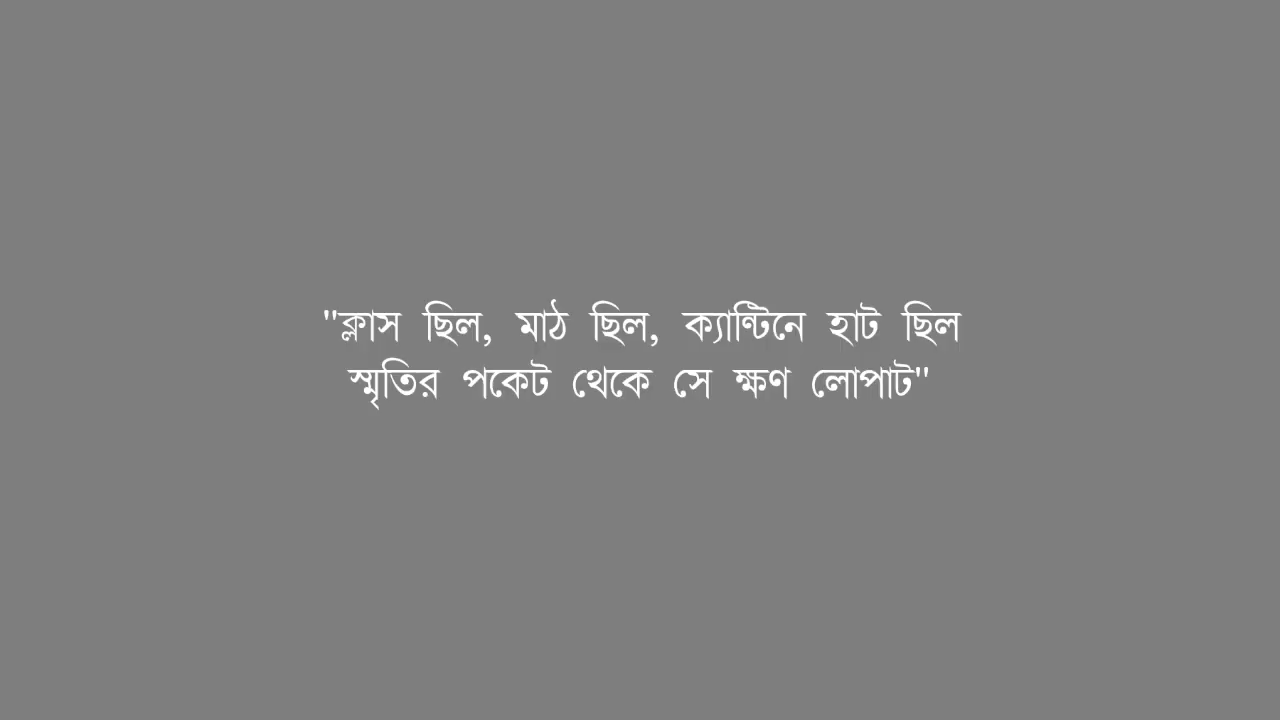 "ক্লাস ছিল, মাঠ ছিল, ক্যান্টিনে হাট ছিল
স্মৃতির পকেট থেকে সে ক্ষণ লোপাট"